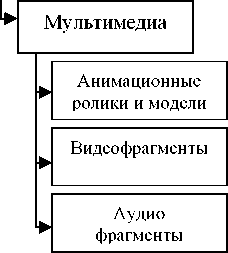 Мультимедиа
Анимационные
ролики и модели
Видеофрагменты
Аудио
фрагменты